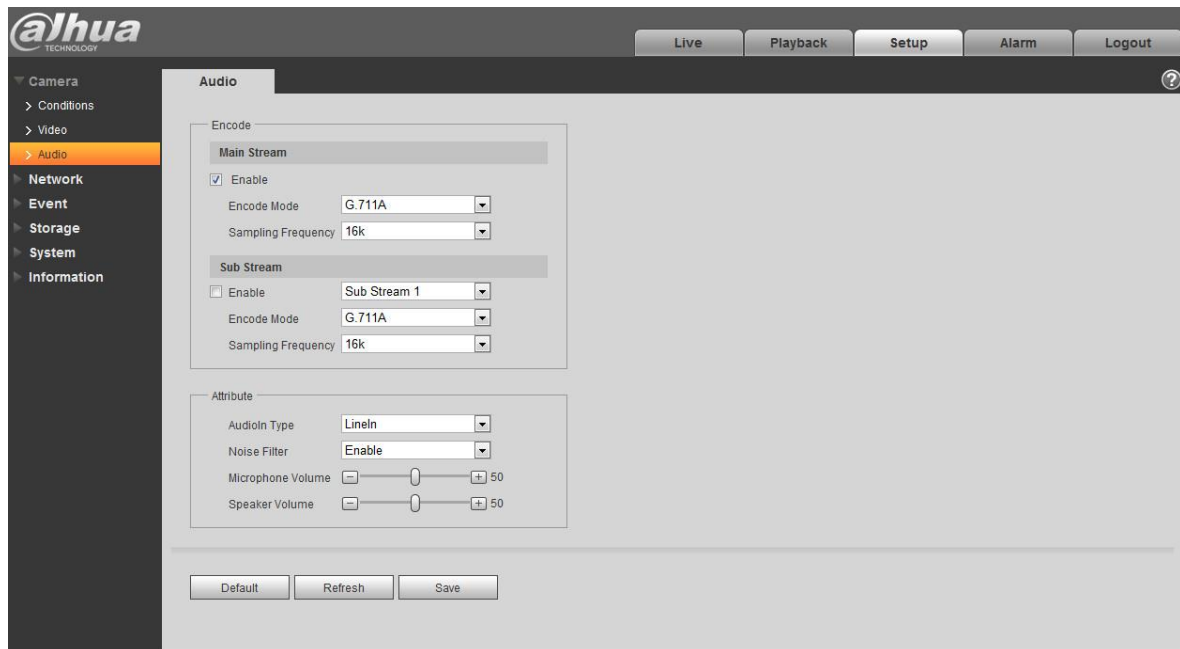 alhua
TECHNOLOGY
Live
Playback
Setup
Alarm
Logout
Camera
Conditions
Video
Audio
Network
Event
Storage
System
Information
Audio
?
Encode
Main Stream
Enable
Encode Mode G.711A
Sampling Frequency 16k
Sub Stream
Enable Sub Stream 1
Encode Mode G.711A
Sampling Frequency 16k
Attribute
AudioIn Type LineIn
Noise Filter Enable
Microphone Volume 50
Speaker Volume 50
Default Refresh Save